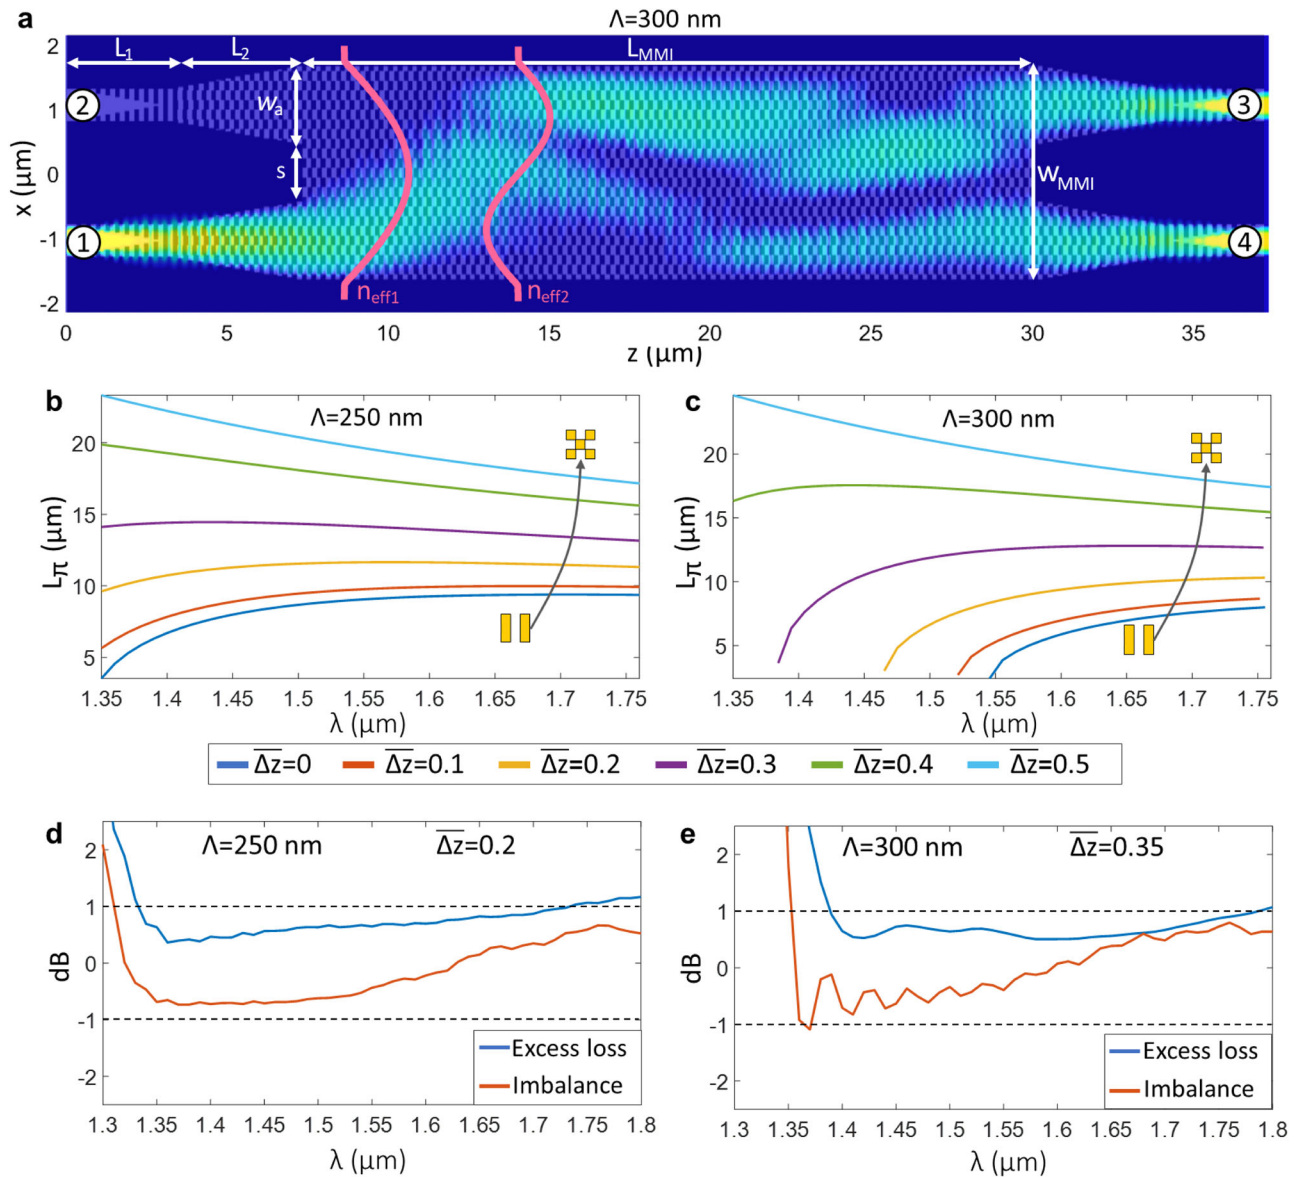 a
Λ=300 nm
L1 L2 LMMI
2
1
0
-1
-2
x (μm)
② ③
wa
s
wMMI
① ④
neff1 neff2
0 5 10 15 20 25 30 35
z (μm)
b
Λ=250 nm
20
15
10
5
Lπ (μm)
1.35 1.4 1.45 1.5 1.55 1.6 1.65 1.7 1.75
λ (μm)
c
Λ=300 nm
20
15
10
5
Lπ (μm)
1.35 1.4 1.45 1.5 1.55 1.6 1.65 1.7 1.75
λ (μm)
Δz=0 Δz=0.1 Δz=0.2 Δz=0.3 Δz=0.4 Δz=0.5
d
Λ=250 nm Δz=0.2
2
1
0
-1
-2
dB
Excess loss
Imbalance
1.3 1.35 1.4 1.45 1.5 1.55 1.6 1.65 1.7 1.75 1.8
λ (μm)
e
Λ=300 nm Δz=0.35
2
1
0
-1
-2
dB
Excess loss
Imbalance
1.3 1.35 1.4 1.45 1.5 1.55 1.6 1.65 1.7 1.75 1.8
λ (μm)